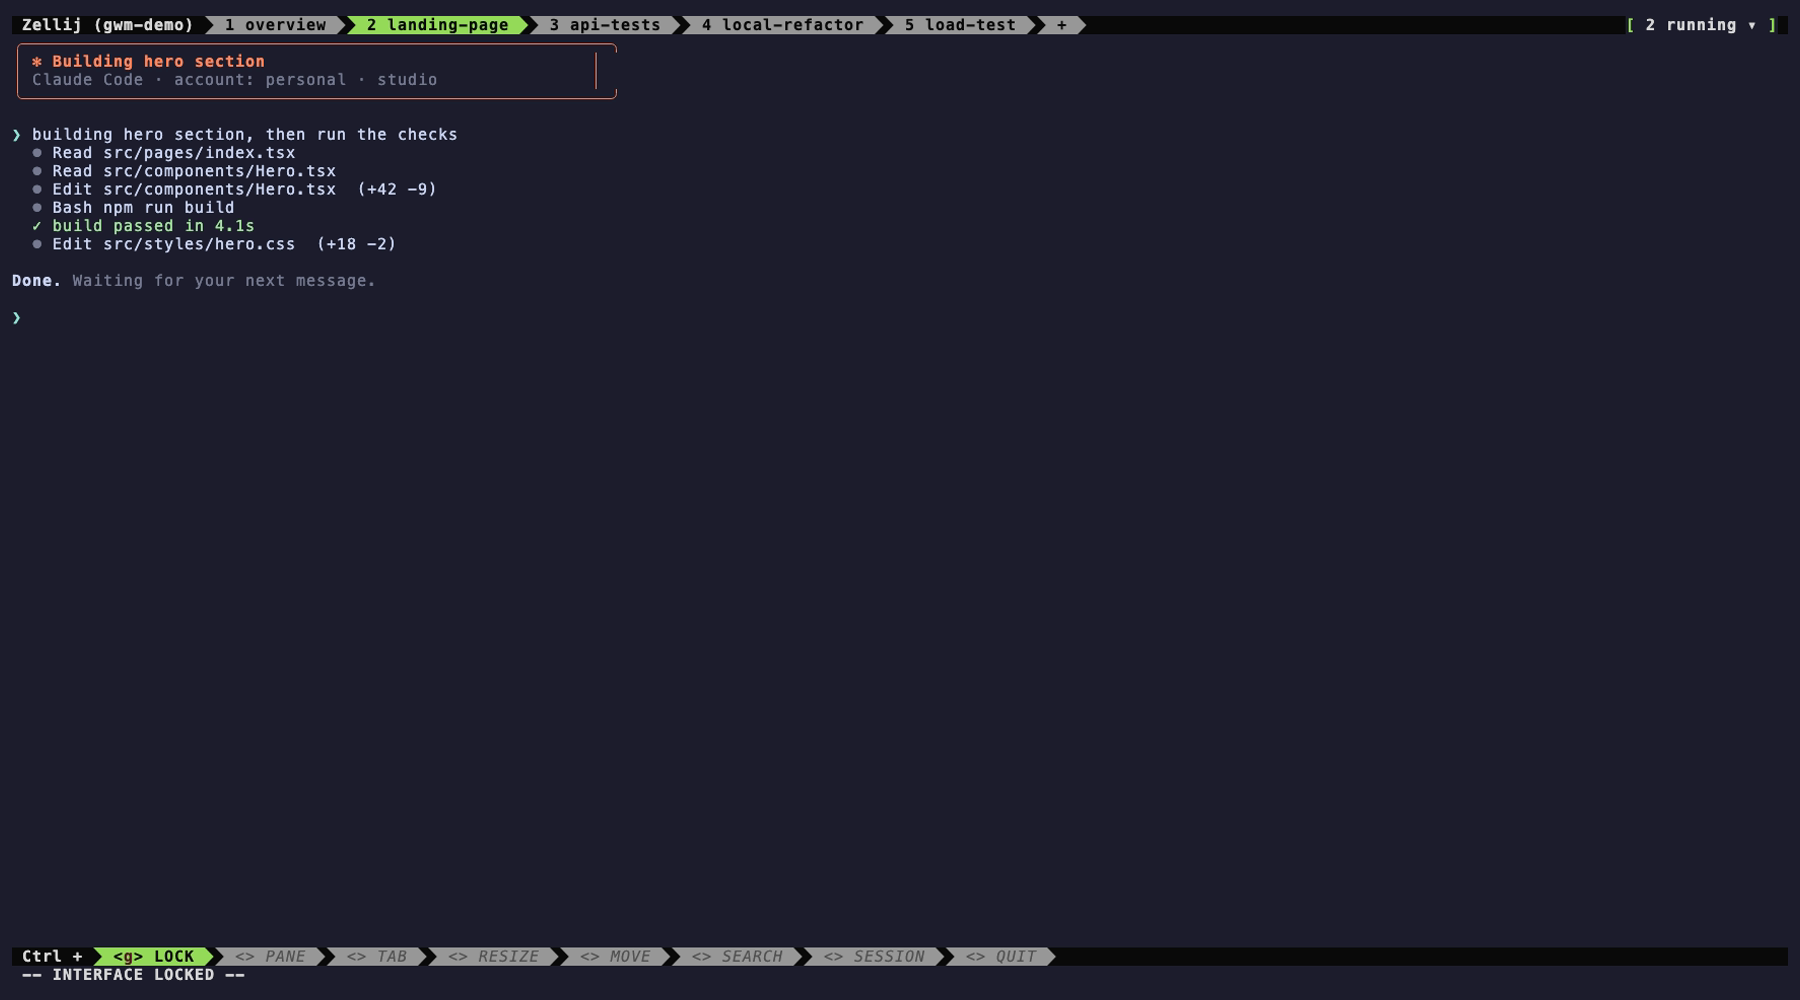 Zellij (gwm-demo) 1 overview 2 landing-page 3 api-tests 4 local-refactor 5 load-test + [ 2 running ▾ ]
✻ Building hero section
Claude Code · account: personal · studio
❯ building hero section, then run the checks
● Read src/pages/index.tsx
● Read src/components/Hero.tsx
● Edit src/components/Hero.tsx (+42 -9)
● Bash npm run build
✓ build passed in 4.1s
● Edit src/styles/hero.css (+18 -2)
Done. Waiting for your next message.
❯
Ctrl + <g> LOCK <> PANE <> TAB <> RESIZE <> MOVE <> SEARCH <> SESSION <> QUIT
-- INTERFACE LOCKED --